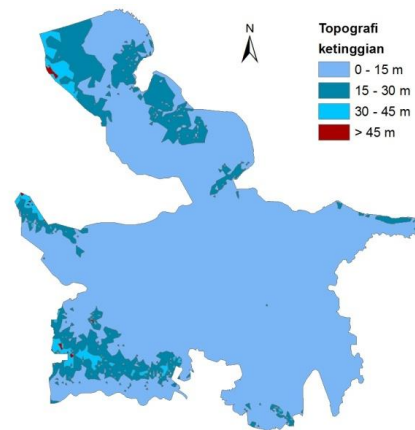 N
Topografi
ketinggian
0 - 15 m
15 - 30 m
30 - 45 m
> 45 m